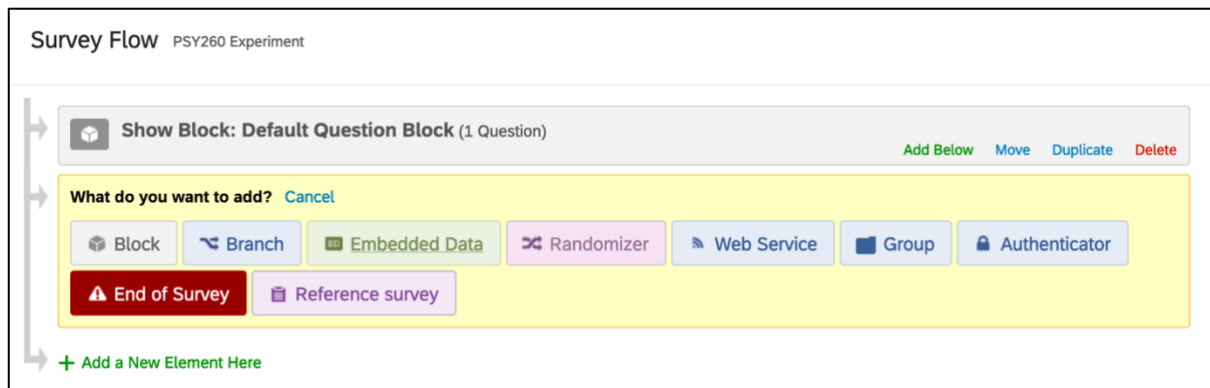 Survey Flow PSY260 Experiment
Show Block: Default Question Block (1 Question)
Add Below Move Duplicate Delete
What do you want to add? Cancel
Block Branch ED Embedded Data Randomizer Web Service Group Authenticator
End of Survey Reference survey
+ Add a New Element Here